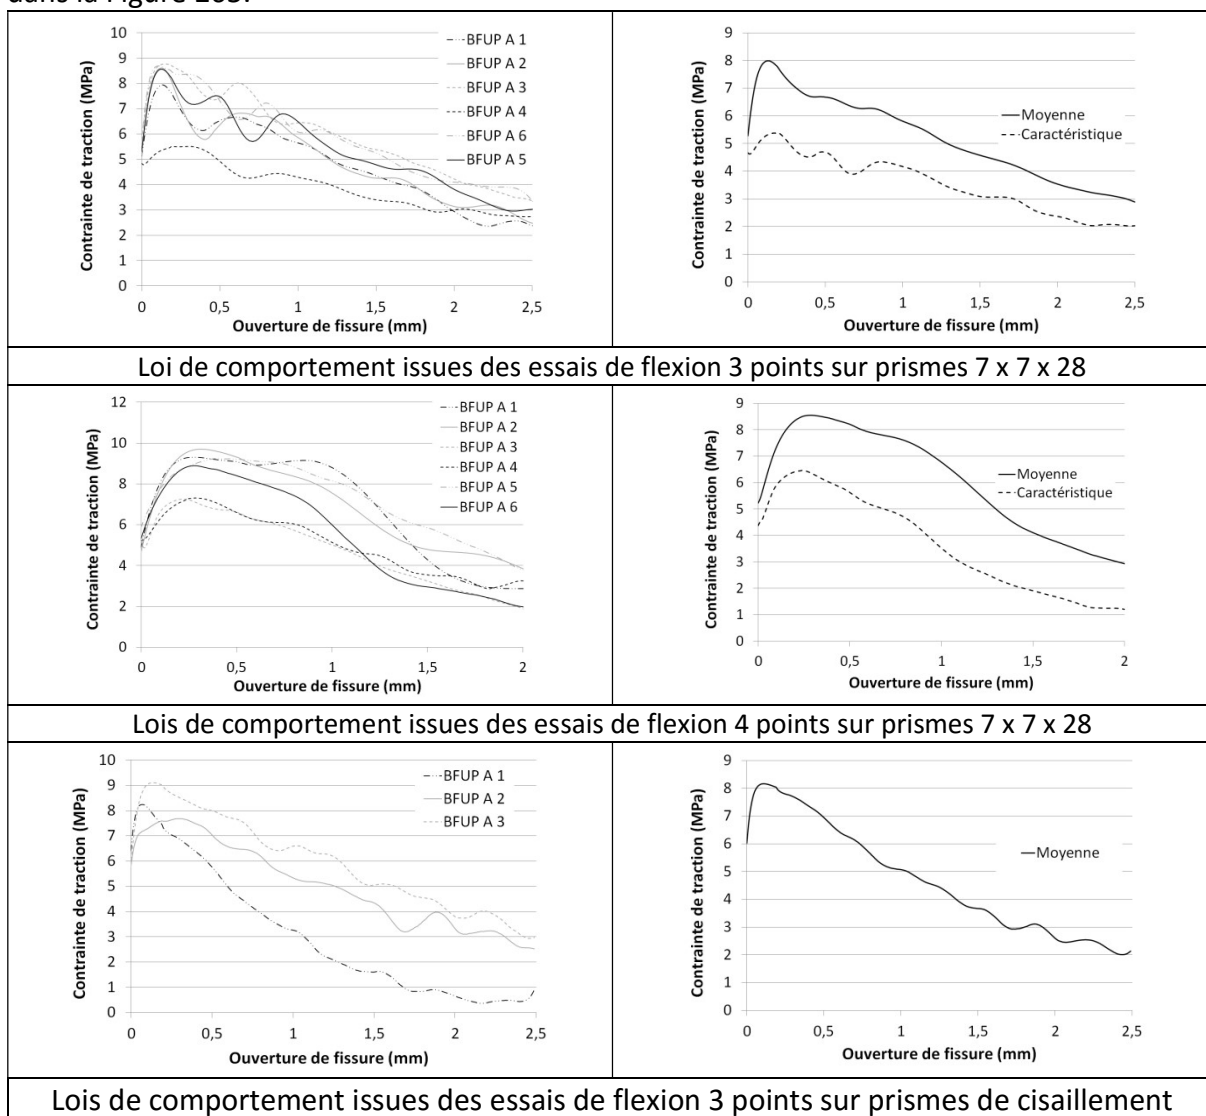 dans la Figure 203.
Contrainte de traction (MPa)
10
9
8
7
6
5
4
3
2
1
0
0
0,5
1
1,5
2
2,5
Ouverture de fissure (mm)
BFUP A 1
BFUP A 2
BFUP A 3
BFUP A 4
BFUP A 6
BFUP A 5
Contrainte de traction (MPa)
9
8
7
6
5
4
3
2
1
0
0
0,5
1
1,5
2
2,5
Ouverture de fissure (mm)
Moyenne
Caractéristique
Loi de comportement issues des essais de flexion 3 points sur prismes 7 x 7 x 28
Contrainte de traction (MPa)
12
10
8
6
4
2
0
0
0,5
1
1,5
2
Ouverture de fissure (mm)
BFUP A 1
BFUP A 2
BFUP A 3
BFUP A 4
BFUP A 5
BFUP A 6
Contrainte de traction (MPa)
9
8
7
6
5
4
3
2
1
0
0
0,5
1
1,5
2
Ouverture de fissure (mm)
Moyenne
Caractéristique
Lois de comportement issues des essais de flexion 4 points sur prismes 7 x 7 x 28
Contrainte de traction (MPa)
10
9
8
7
6
5
4
3
2
1
0
0
0,5
1
1,5
2
2,5
Ouverture de fissure (mm)
BFUP A 1
BFUP A 2
BFUP A 3
Contrainte de traction (MPa)
9
8
7
6
5
4
3
2
1
0
0
0,5
1
1,5
2
2,5
Ouverture de fissure (mm)
Moyenne
Lois de comportement issues des essais de flexion 3 points sur prismes de cisaillement